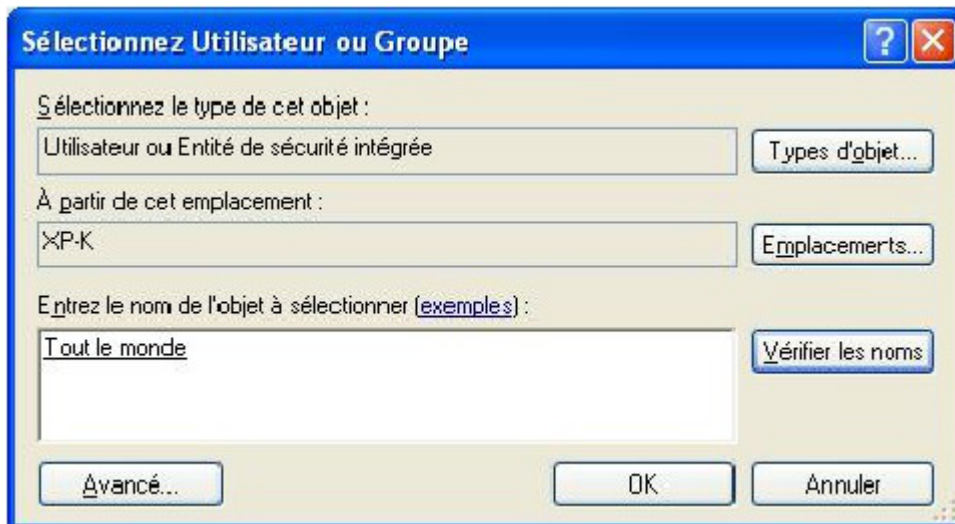 Sélectionnez Utilisateur ou Groupe
Sélectionnez le type de cet objet :
Utilisateur ou Entité de sécurité intégrée
Types d'objet...
À partir de cet emplacement :
XP-K
Emplacements...
Entrez le nom de l'objet à sélectionner (exemples) :
Tout le monde
Vérifier les noms
Avancé...
OK
Annuler